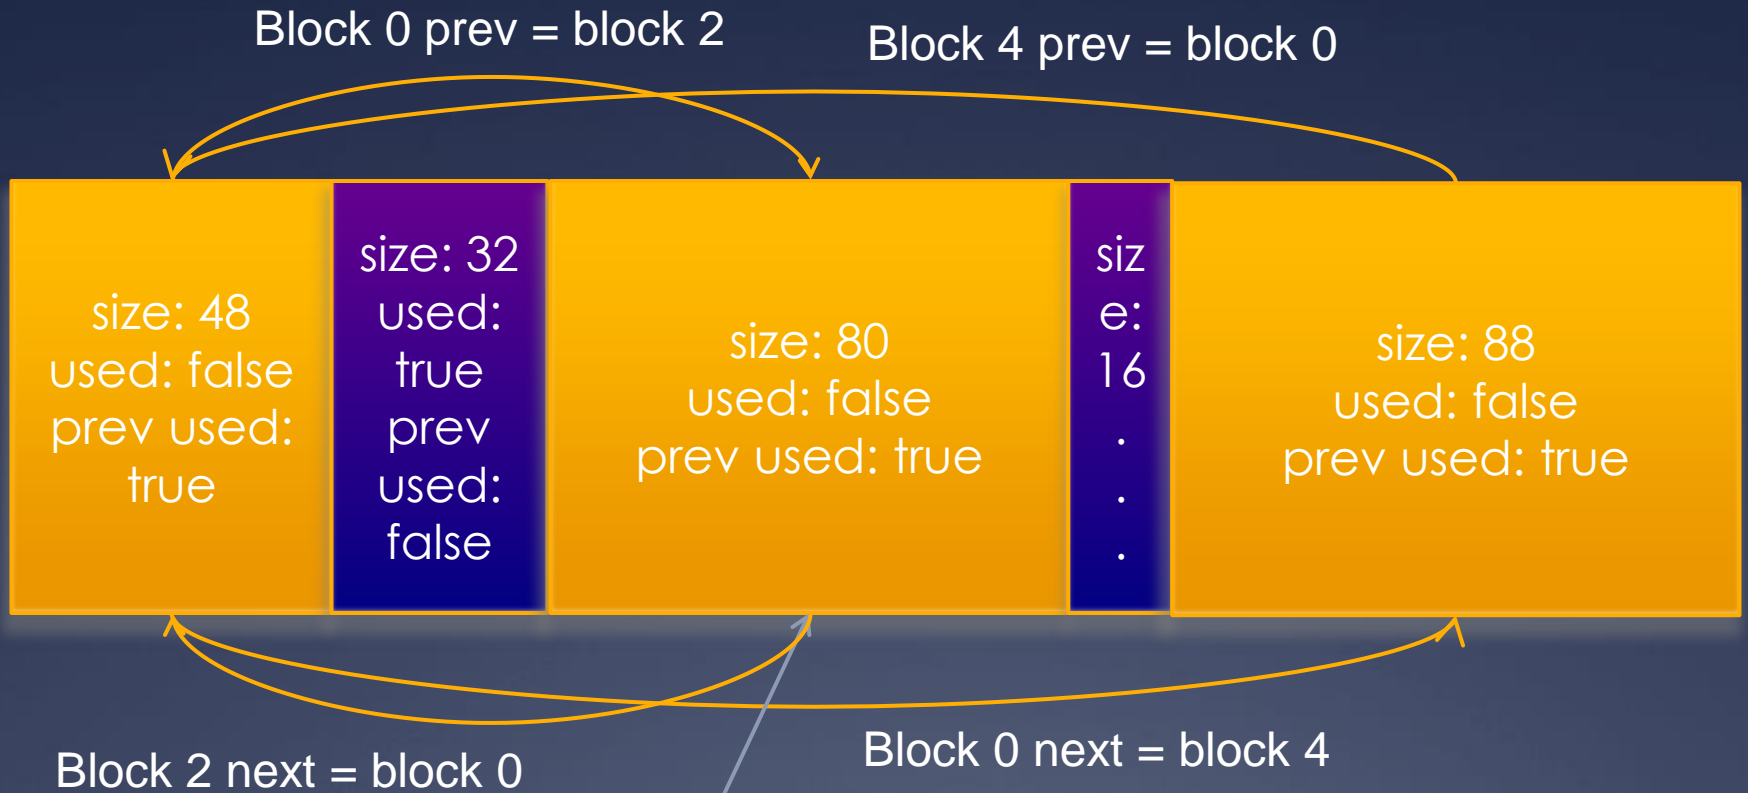 Block 0 prev = block 2
Block 4 prev = block 0
size: 48
used: false
prev used:
true
size: 32
used:
true
prev
used:
false
size: 80
used: false
prev used: true
siz
e:
16
.
.
.
size: 88
used: false
prev used: true
Block 2 next = block 0
Block 0 next = block 4